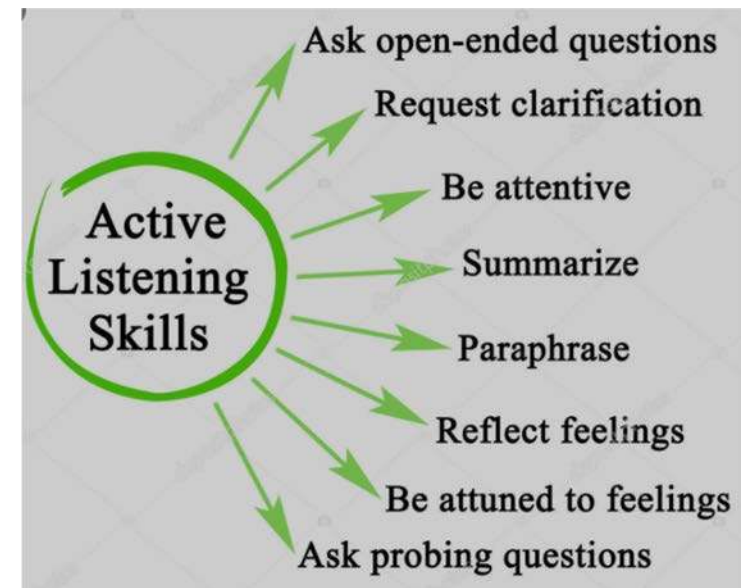 Active
Listening
Skills
Ask open-ended questions
Request clarification
Be attentive
Summarize
Paraphrase
Reflect feelings
Be attuned to feelings
Ask probing questions